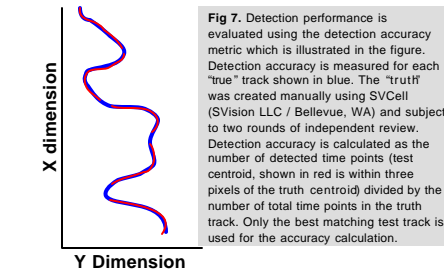 X dimension
Y Dimension
Fig 7. Detection performance is
evaluated using the detection accuracy
metric which is illustrated in the figure.
Detection accuracy is measured for each
"true" track shown in blue. The "truth"
was created manually using SVCell
(SVision LLC / Bellevue, WA) and subject
to two rounds of independent review.
Detection accuracy is calculated as the
number of detected time points (test
centroid, shown in red is within three
pixels of the truth centroid) divided by the
number of total time points in the truth
track. Only the best matching test track is
used for the accuracy calculation.